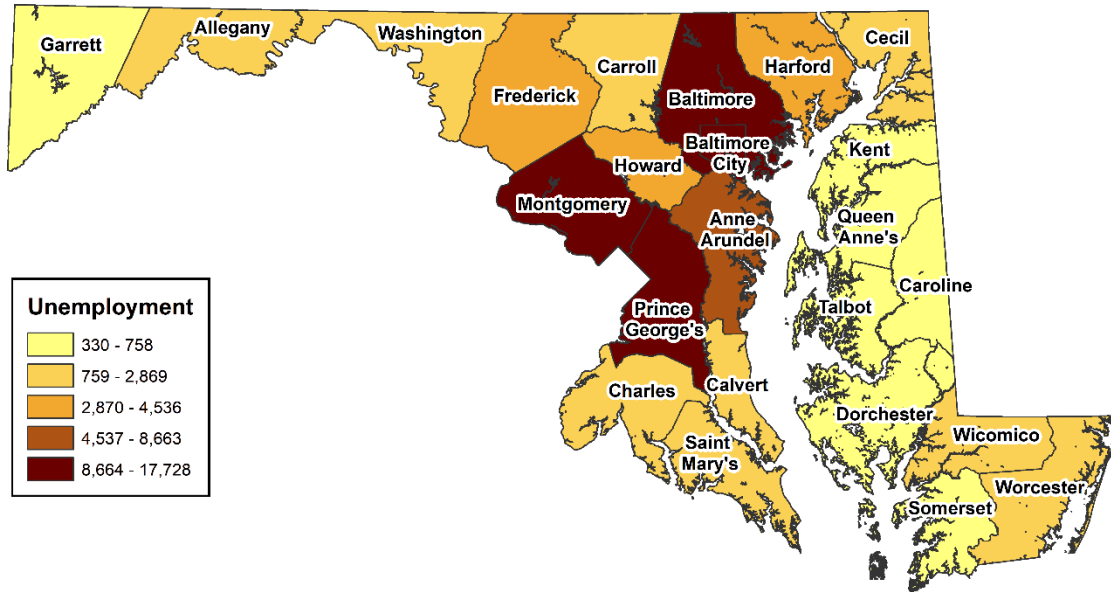 Garrett
Allegany
Washington
Frederick
Carroll
Baltimore
Harford
Cecil
Baltimore
City
Howard
Montgomery
Anne
Arundel
Kent
Queen
Anne's
Caroline
Talbot
Prince
George's
Charles
Calvert
Saint
Mary's
Dorchester
Wicomico
Worcester
Somerset
Unemployment
330 - 758
759 - 2,869
2,870 - 4,536
4,537 - 8,663
8,664 - 17,728